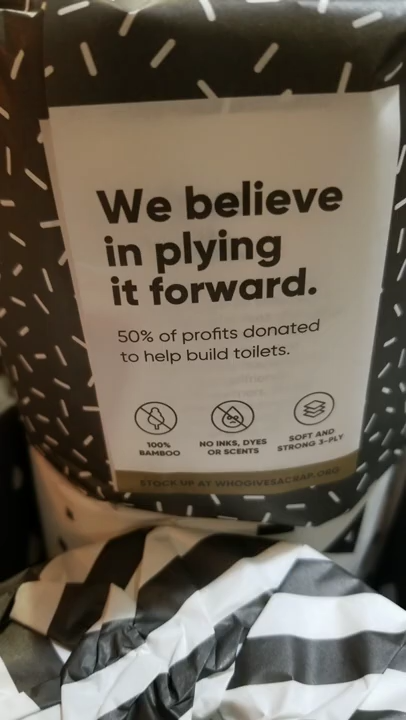 We believe
in plying
it forward.
50% of profits donated
to help build toilets.
100%
BAMBOO
NO INKS, DYES
OR SCENTS
SOFT AND
STRONG 3-PLY
STOCK UP AT WHOGIVESACRAP.ORG